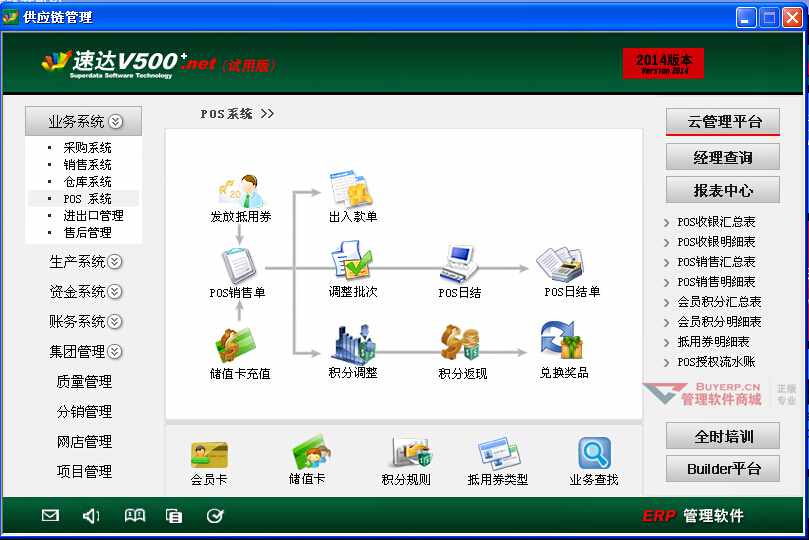 供应链管理
速达V500+.net (试用版)
Superdata Software Technology
2014版本
Version 2014
业务系统
采购系统
销售系统
仓库系统
POS 系统
进出口管理
售后管理
生产系统
资金系统
账务系统
集团管理
质量管理
分销管理
网店管理
项目管理
POS系统 >>
发放抵用券
出入款单
POS销售单
调整批次
POS日结
POS日结单
储值卡充值
积分调整
积分返现
兑换奖品
会员卡
储值卡
积分规则
抵用券类型
业务查找
云管理平台
经理查询
报表中心
POS收银汇总表
POS收银明细表
POS销售汇总表
POS销售明细表
会员积分汇总表
会员积分明细表
抵用券明细表
POS授权流水账
BUYERP.CN
管理软件商城
正版
专业
全时培训
Builder平台
ERP 管理软件